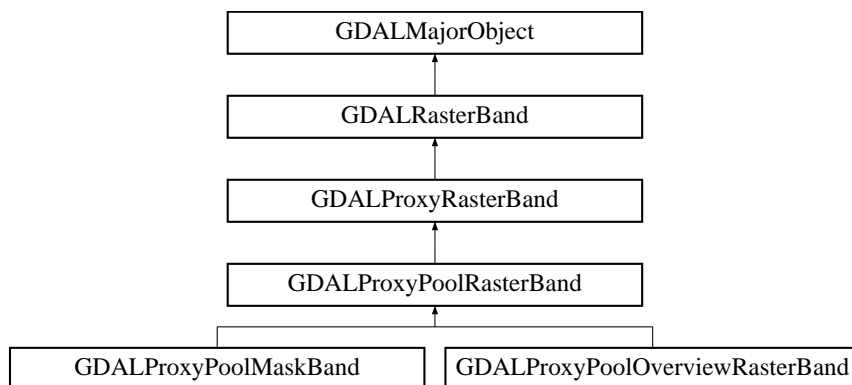 GDALMajorObject
GDALRasterBand
GDALProxyRasterBand
GDALProxyPoolRasterBand
GDALProxyPoolMaskBand
GDALProxyPoolOverviewRasterBand